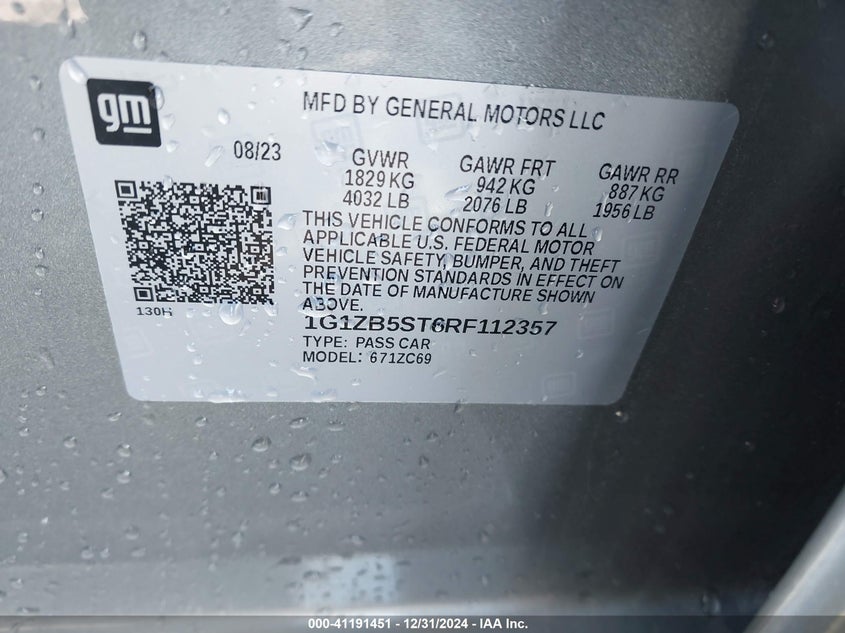 gm
MFD BY GENERAL MOTORS LLC
08/23
GVWR
1829 KG
4032 LB
GAWR FRT
942 KG
2076 LB
GAWR RR
887 KG
1956 LB
THIS VEHICLE CONFORMS TO ALL
APPLICABLE U.S. FEDERAL MOTOR
VEHICLE SAFETY, BUMPER, AND THEFT
PREVENTION STANDARDS IN EFFECT ON
THE DATE OF MANUFACTURE SHOWN
ABOVE.
130H
1G1ZB5ST6RF112357
TYPE: PASS CAR
MODEL: 671ZC69
000-41191451 - 12/31/2024 - IAA Inc.